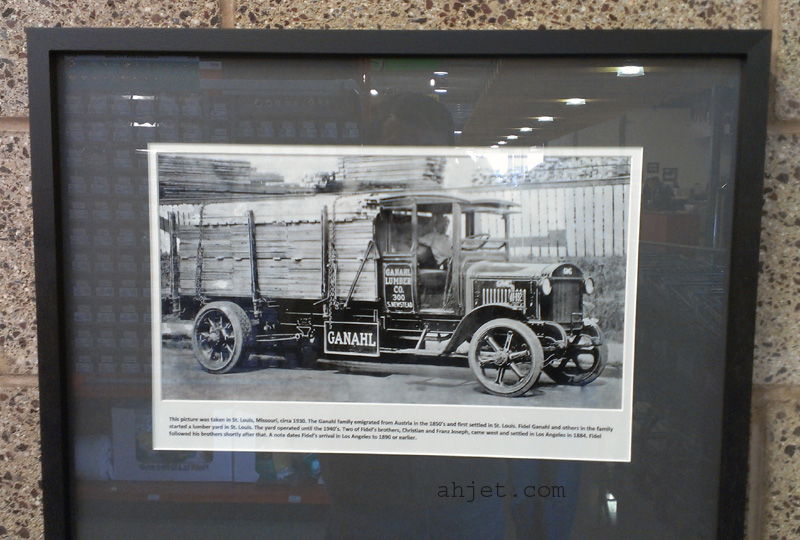 GMC
GANAHL
LUMBER
CO.
300
S. NEWSTEAD
GANAHL
This picture was taken in St. Louis, Missouri, circa 1930. The Ganahl family emigrated from Austria in the 1850's and first settled in St. Louis. Fidel Ganahl and others in the family
started a lumber yard in St. Louis. The yard operated until the 1940's. Two of Fidel's brothers, Christian and Franz Joseph, came west and settled in Los Angeles in 1884. Fidel
followed his brothers shortly after that. A note dates Fidel's arrival in Los Angeles to 1890 or earlier.
ahjet.com